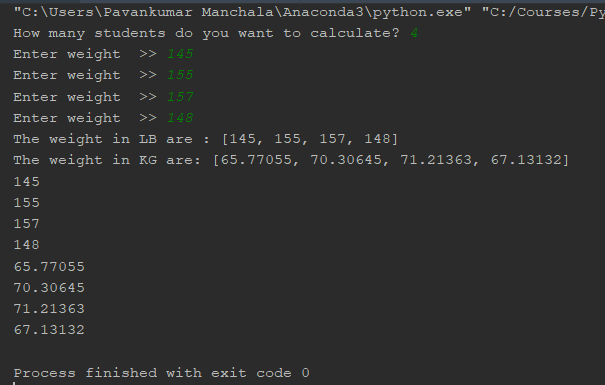 "C:\Users\Pavankumar Manchala\Anaconda3\python.exe" "C:/Courses/Py
How many students do you want to calculate? 4
Enter weight  >> 145
Enter weight  >> 155
Enter weight  >> 157
Enter weight  >> 148
The weight in LB are : [145, 155, 157, 148]
The weight in KG are: [65.77055, 70.30645, 71.21363, 67.13132]
145
155
157
148
65.77055
70.30645
71.21363
67.13132
Process finished with exit code 0